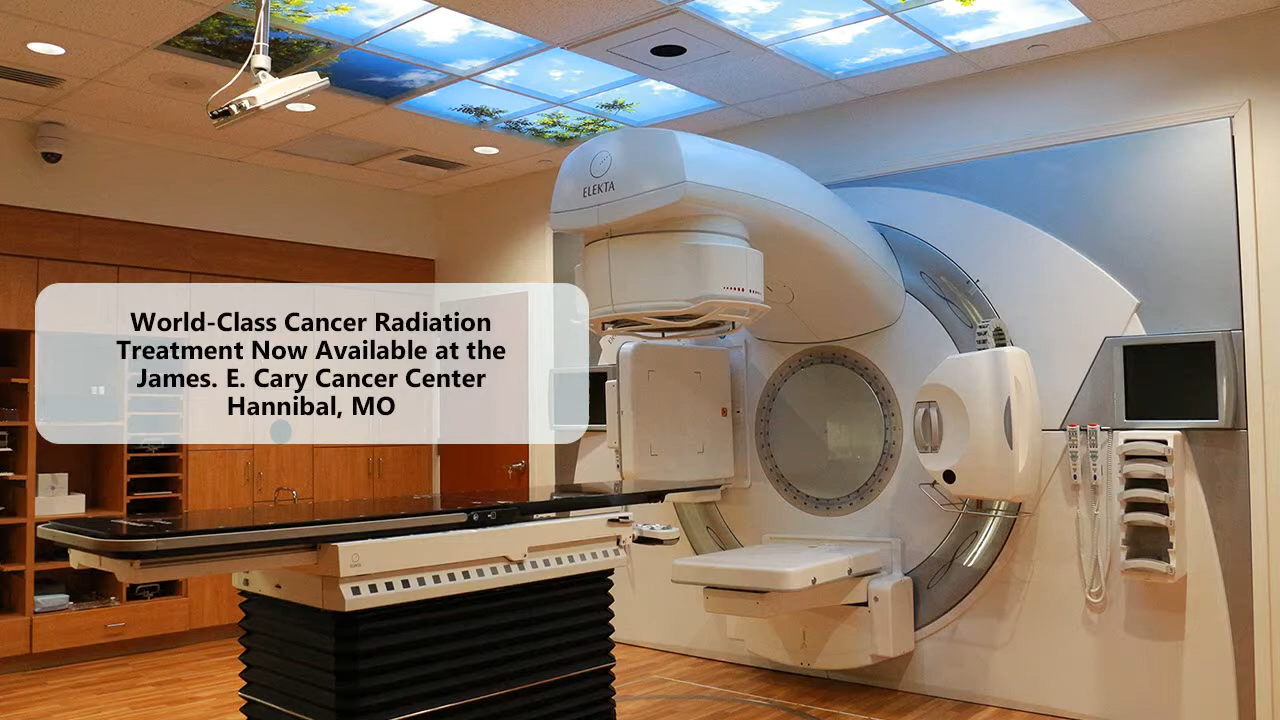 ELEKTA
World-Class Cancer Radiation
Treatment Now Available at the
James. E. Cary Cancer Center
Hannibal, MO